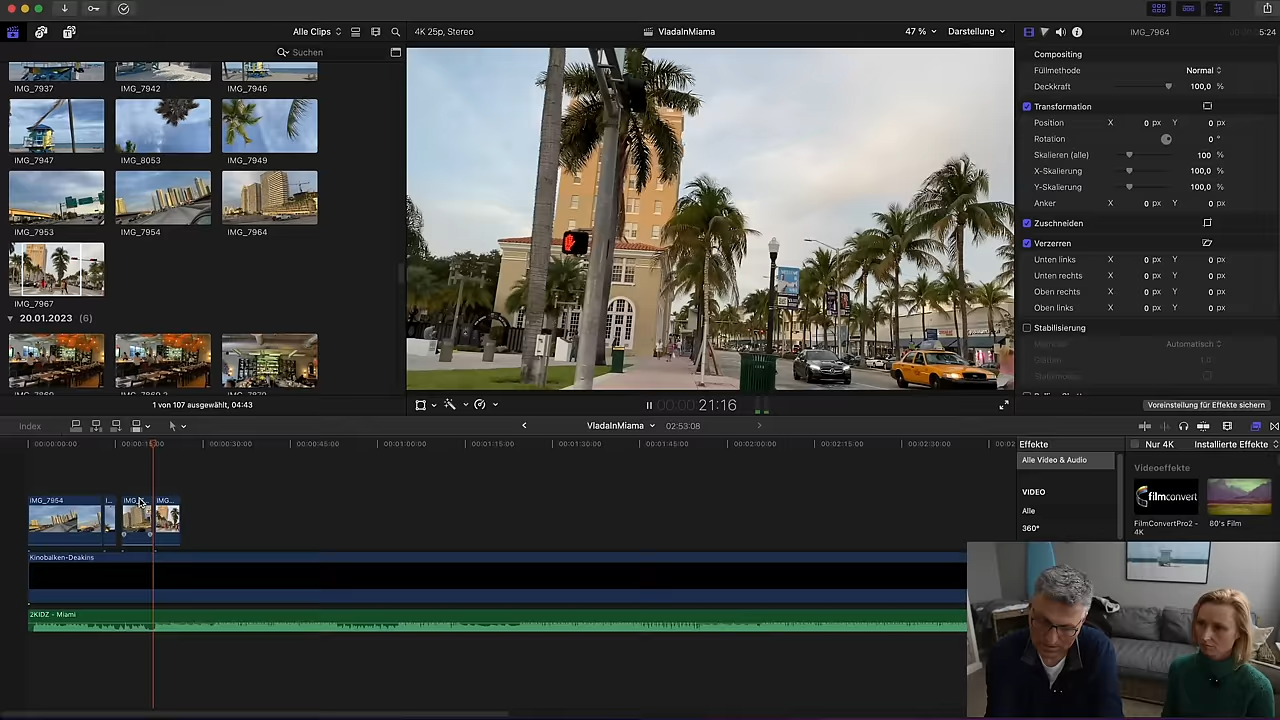 Alle Clips
4K 25p, Stereo
VladaInMiama
47 %
Darstellung
IMG_7964
5:24
Suchen
IMG_7937
IMG_7942
IMG_7946
IMG_7947
IMG_8053
IMG_7949
IMG_7953
IMG_7954
IMG_7964
IMG_7967
20.01.2023 (6)
1 von 107 ausgewählt, 04:43
00:00:21:16
Compositing
Füllmethode Normal
Deckkraft 100,0 %
Transformation
Position X 0 px Y 0 px
Rotation 0 °
Skalieren (alle) 100 %
X-Skalierung 100,0 %
Y-Skalierung 100,0 %
Anker X 0 px Y 0 px
Zuschneiden
Verzerren
Unten links X 0 px Y 0 px
Unten rechts X 0 px Y 0 px
Oben rechts X 0 px Y 0 px
Oben links X 0 px Y 0 px
Stabilisierung
Automatisch
Voreinstellung für Effekte sichern
Index
VladaInMiama
02:53:08
00:00:00:00
00:00:15:00
00:00:30:00
00:00:45:00
00:01:00:00
00:01:15:00
00:01:30:00
00:01:45:00
00:02:00:00
00:02:15:00
00:02:30:00
00:02
IMG_7954
I...
IMG_...
IMG...
Kinobalken-Deakins
2KIDZ - Miami
Effekte
Nur 4K
Installierte Effekte
Alle Video & Audio
VIDEO
Alle
360°
Videoeffekte
filmconvert
FilmConvertPro2 -
4K
80's Film